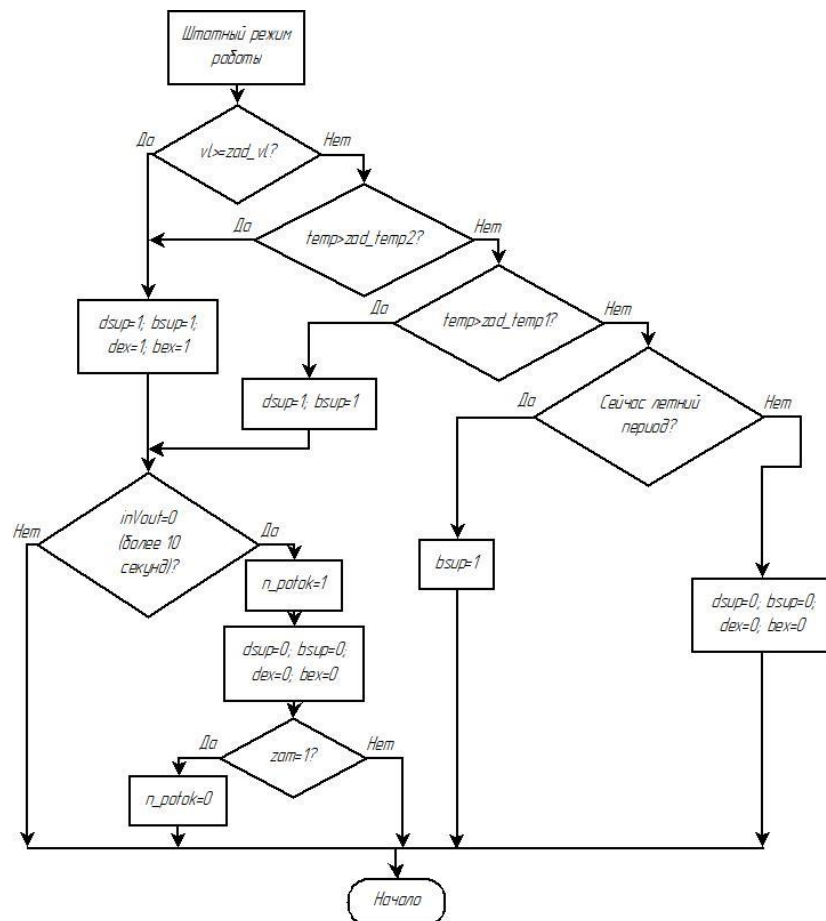 Штатный режим
работы
Да
vl>=zad_vl?
Нет
Да
temp>zad_temp2?
Нет
Да
temp>zad_temp1?
Нет
dsup=1; bsup=1;
dex=1; bex=1
dsup=1; bsup=1
Да
Сейчас летний
период?
Нет
Нет
inVout=0
(более 10
секунд)?
Да
bsup=1
n_potok=1
dsup=0; bsup=0;
dex=0; bex=0
dsup=0; bsup=0;
dex=0; bex=0
Да
zam=1?
Нет
n_potok=0
Начало